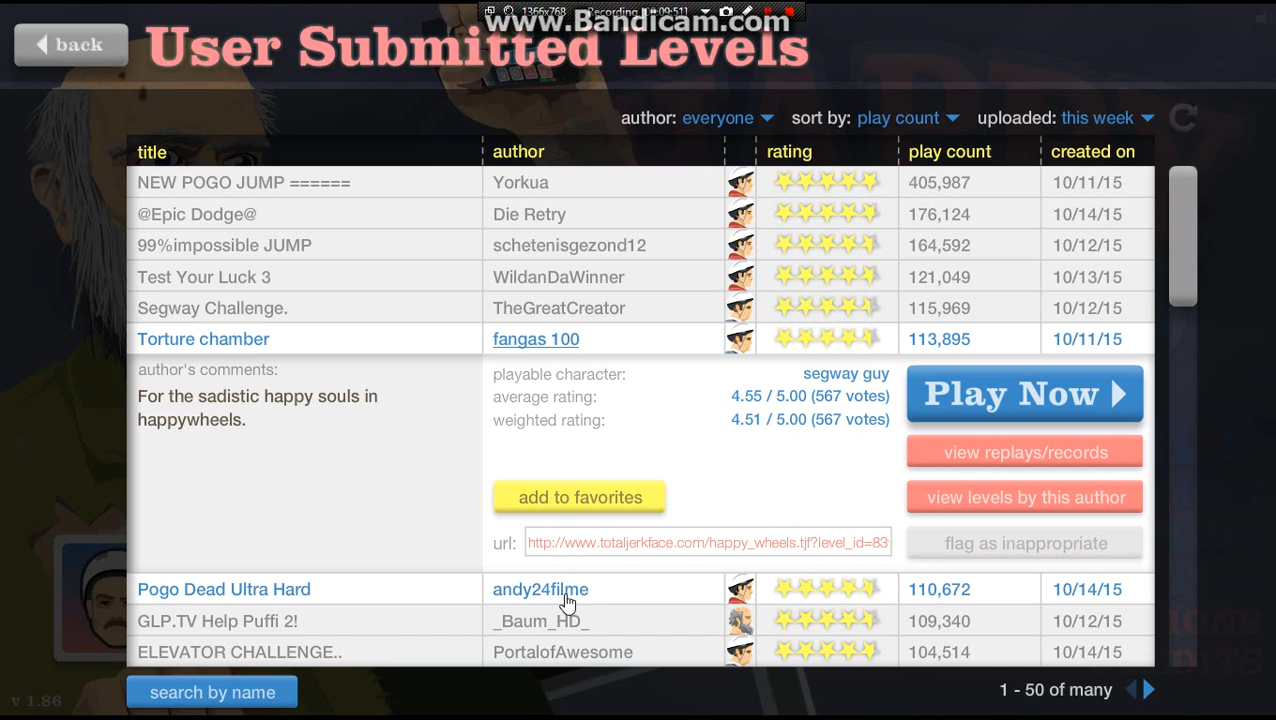 1366x768 Recording
www.Bandicam.com
back
User Submitted Levels
author: everyone sort by: play count uploaded: this week
title author rating play count created on
NEW POGO JUMP ====== Yorkua 405,987 10/11/15
@Epic Dodge@ Die Retry 176,124 10/14/15
99%impossible JUMP schetenisgezond12 164,592 10/12/15
Test Your Luck 3 WildanDaWinner 121,049 10/13/15
Segway Challenge. TheGreatCreator 115,969 10/12/15
Torture chamber fangas 100 113,895 10/11/15
author's comments:
For the sadistic happy souls in
happywheels.
playable character: segway guy
average rating: 4.55 / 5.00 (567 votes)
weighted rating: 4.51 / 5.00 (567 votes)
Play Now
view replays/records
add to favorites
view levels by this author
url: http://www.totaljerkface.com/happy_wheels.tjf?level_id=83
flag as inappropriate
Pogo Dead Ultra Hard andy24filme 110,672 10/14/15
GLP.TV Help Puffi 2! _Baum_HD_ 109,340 10/12/15
ELEVATOR CHALLENGE.. PortalofAwesome 104,514 10/14/15
search by name
1 - 50 of many
v 1.86